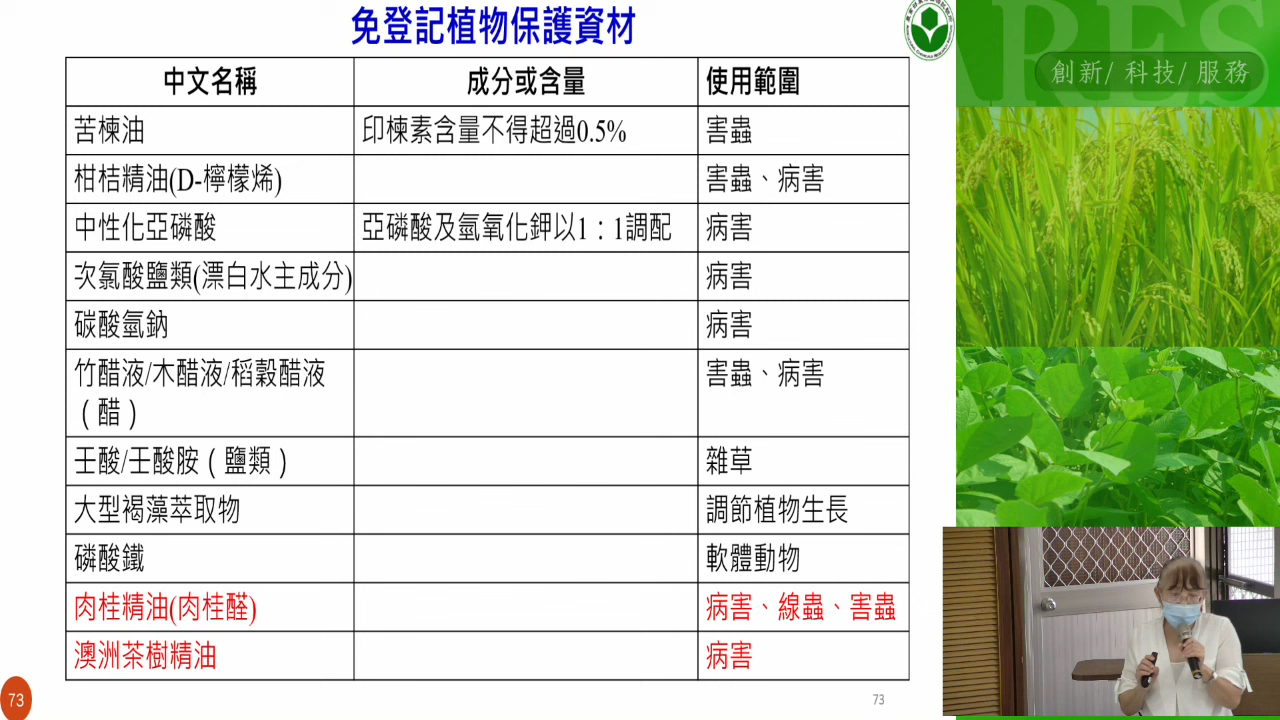 免登記植物保護資材
創新/ 科技/ 服務
ARES
中文名稱 成分或含量 使用範圍
苦楝油 印楝素含量不得超過0.5% 害蟲
柑桔精油(D-檸檬烯) 害蟲、病害
中性化亞磷酸 亞磷酸及氫氧化鉀以1：1調配 病害
次氯酸鹽類(漂白水主成分) 病害
碳酸氫鈉 病害
竹醋液/木醋液/稻穀醋液 害蟲、病害
（醋）
壬酸/壬酸胺（鹽類） 雜草
大型褐藻萃取物 調節植物生長
磷酸鐵 軟體動物
肉桂精油(肉桂醛) 病害、線蟲、害蟲
澳洲茶樹精油 病害
73
73